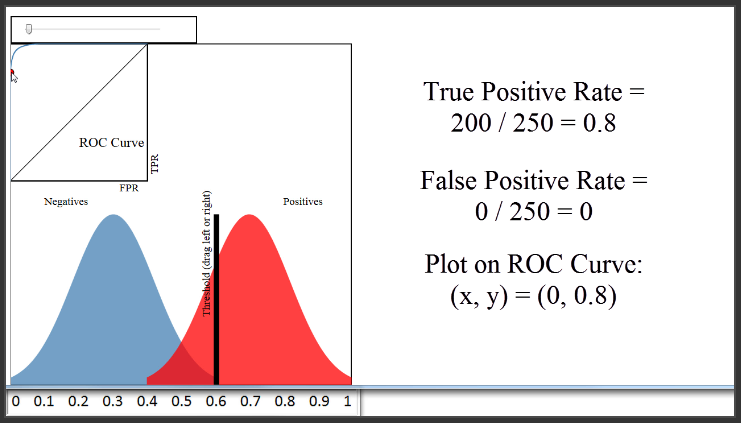 ROC Curve
TPR
FPR
Negatives
Positives
Threshold (drag left or right)
0 0.1 0.2 0.3 0.4 0.5 0.6 0.7 0.8 0.9 1
True Positive Rate =
200 / 250 = 0.8
False Positive Rate =
0 / 250 = 0
Plot on ROC Curve:
(x, y) = (0, 0.8)